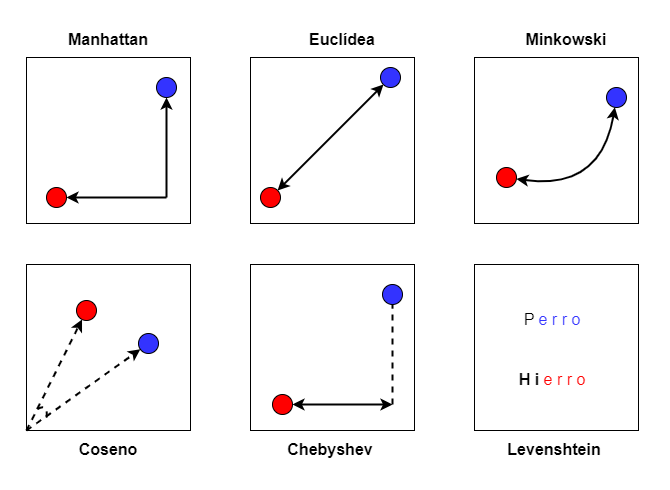 Manhattan
Euclídea
Minkowski
Coseno
Chebyshev
Perro
Hierro
Levenshtein